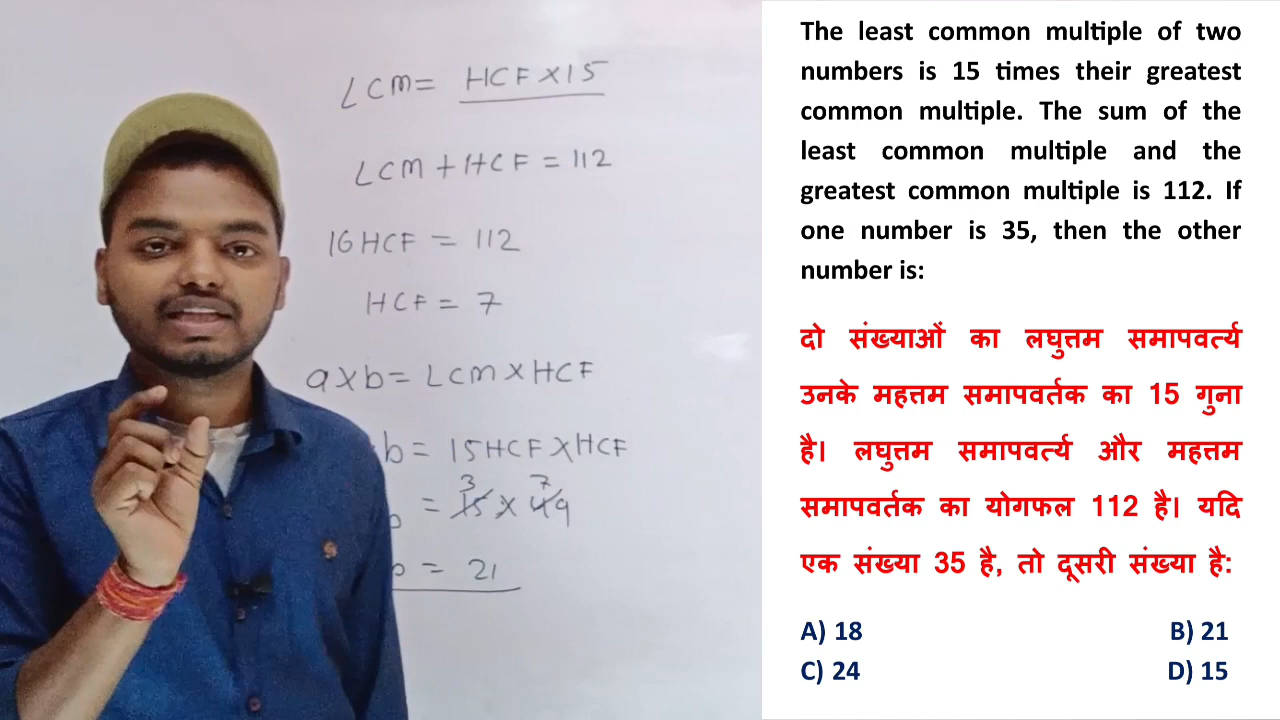 LCM = HCF X 15
LCM + HCF = 112
16 HCF = 112
HCF = 7
a X b = LCM X HCF
b = 15 HCF X HCF
3 7
= 15 X 49
= 21
The least common multiple of two
numbers is 15 times their greatest
common multiple. The sum of the
least common multiple and the
greatest common multiple is 112. If
one number is 35, then the other
number is:
दो संख्याओं का लघुत्तम समापवर्त्य
उनके महत्तम समापवर्तक का 15 गुना
है। लघुत्तम समापवर्त्य और महत्तम
समापवर्तक का योगफल 112 है। यदि
एक संख्या 35 है, तो दूसरी संख्या है:
A) 18 B) 21
C) 24 D) 15